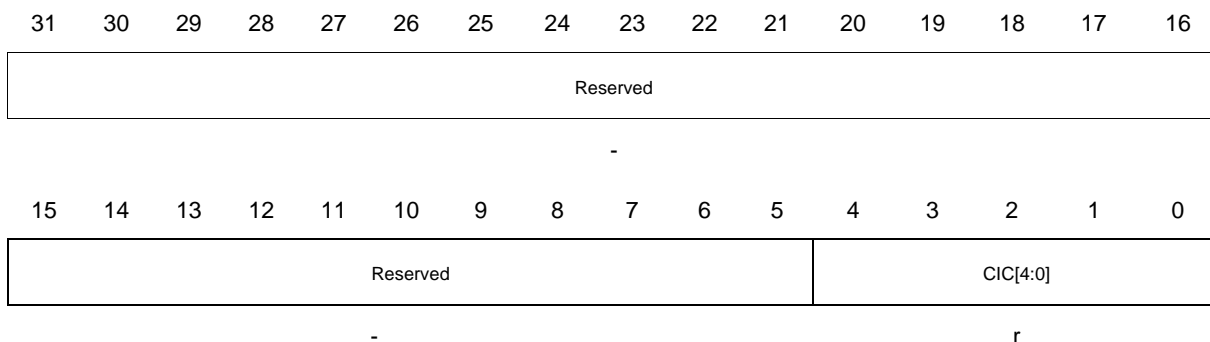 31 30 29 28 27 26 25 24 23 22 21 20 19 18 17 16
Reserved
-
15 14 13 12 11 10 9 8 7 6 5 4 3 2 1 0
Reserved CIC[4:0]
- r